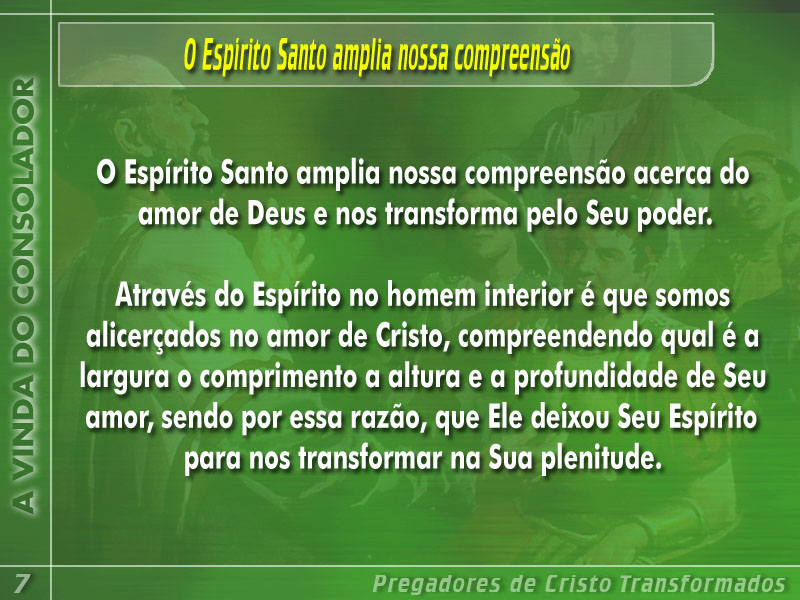 O Espírito Santo amplia nossa compreensão
A VINDA DO CONSOLADOR
O Espírito Santo amplia nossa compreensão acerca do
amor de Deus e nos transforma pelo Seu poder.
Através do Espírito no homem interior é que somos
alicerçados no amor de Cristo, compreendendo qual é a
largura o comprimento a altura e a profundidade de Seu
amor, sendo por essa razão, que Ele deixou Seu Espírito
para nos transformar na Sua plenitude.
7
Pregadores de Cristo Transformados